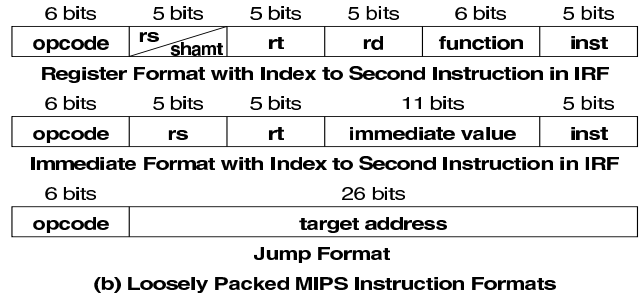 6 bits 5 bits 5 bits 5 bits 6 bits 5 bits
opcode rs shamt rt rd function inst
Register Format with Index to Second Instruction in IRF
6 bits 5 bits 5 bits 11 bits 5 bits
opcode rs rt immediate value inst
Immediate Format with Index to Second Instruction in IRF
6 bits 26 bits
opcode target address
Jump Format
(b) Loosely Packed MIPS Instruction Formats